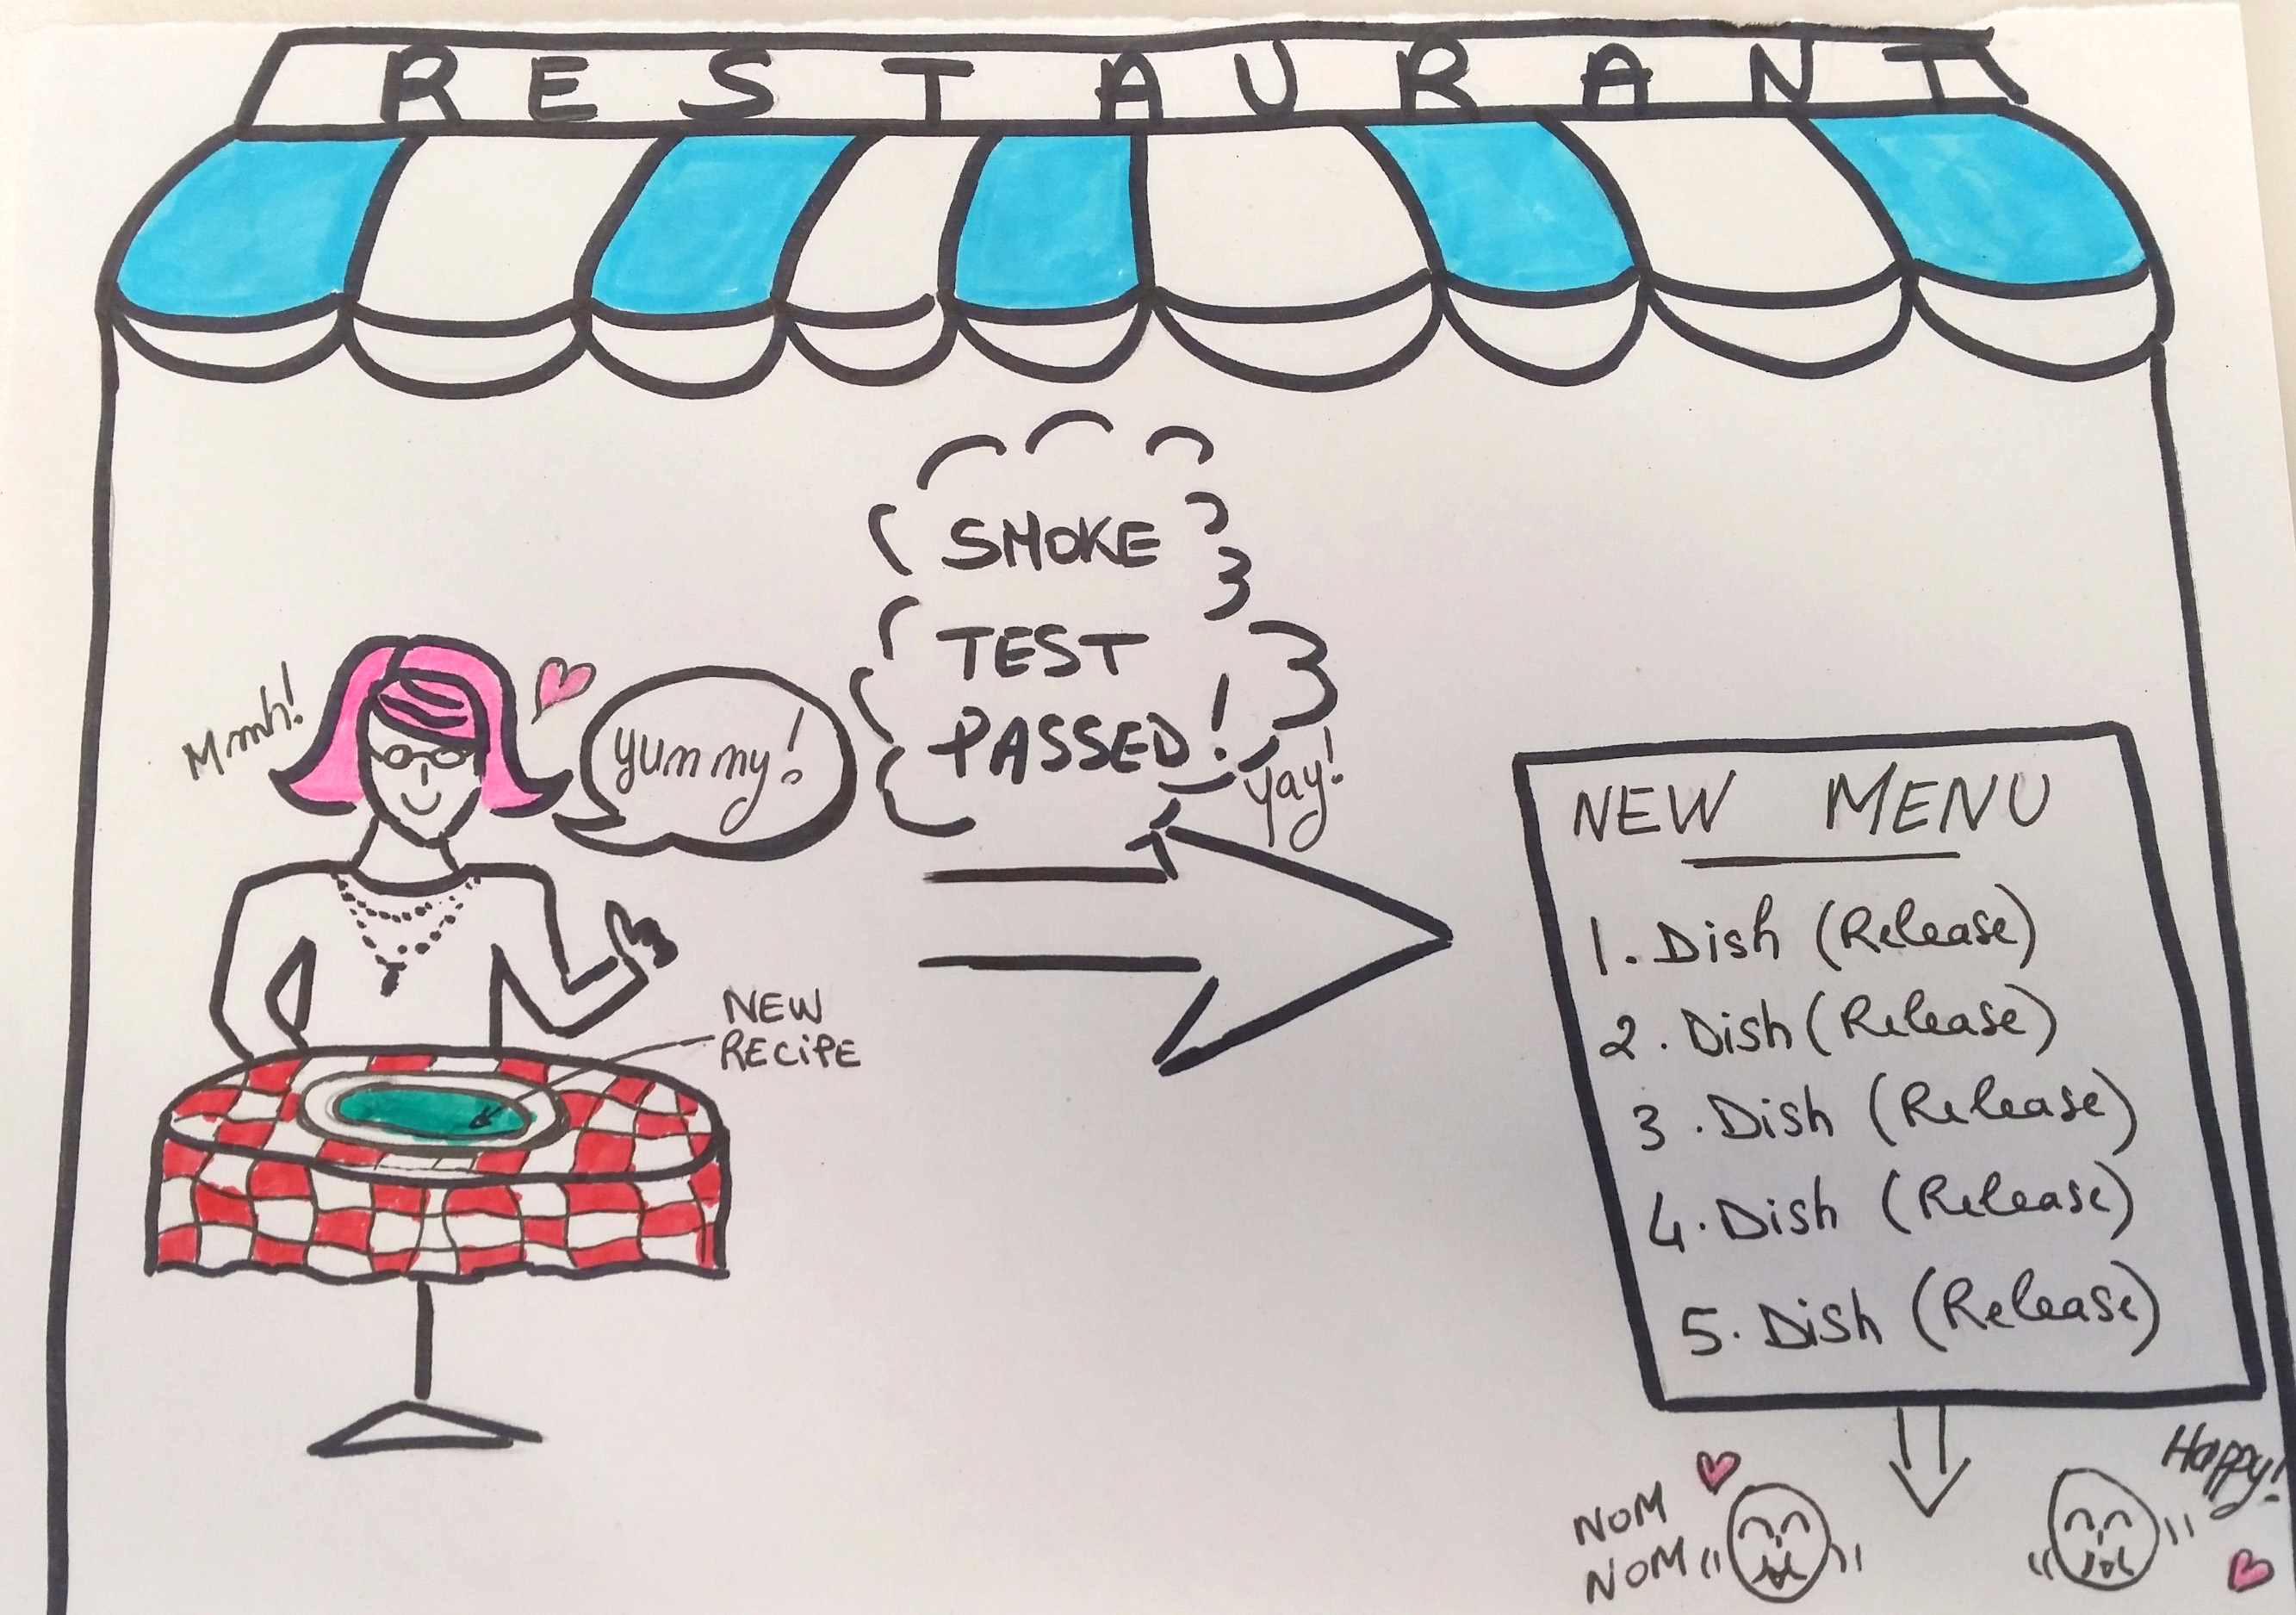 RESTAURANT
SMOKE
TEST
PASSED!
Yay!
Mmh!
yummy!
NEW
RECIPE
NEW MENU
1. Dish (Release)
2. Dish (Release)
3. Dish (Release)
4. Dish (Release)
5. Dish (Release)
NOM
NOM
Happy!